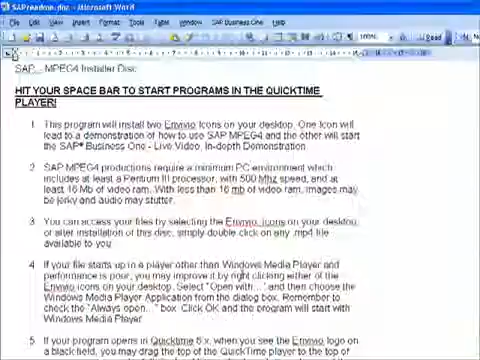 SAPreadme.doc - Microsoft Word
File Edit View Insert Format Tools Table Window SAP Business One Help
100% Read
SAP... MPEG4 Installer Disc
HIT YOUR SPACE BAR TO START PROGRAMS IN THE QUICKTIME
PLAYER!
1 This program will install two Envivio Icons on your desktop. One Icon will
lead to a demonstration of how to use SAP MPEG4 and the other will start
the SAP® Business One - Live Video, In-depth Demonstration
2 SAP MPEG4 productions require a minimum PC environment which
includes at least a Pentium III processor, with 500 Mhz speed, and at
least 16 Mb of video ram. With less than 16 mb of video ram, images may
be jerky and audio may stutter.
3 You can access your files by selecting the Envivio icons on your desktop
or after installation of this disc, simply double click on any .mp4 file
available to you
4 If your file starts up in a player other than Windows Media Player and
performance is poor, you may improve it by right clicking either of the
Envivio icons on your desktop. Select "Open with..." and then choose the
Windows Media Player Application from the dialog box. Remember to
check the "Always open..." box. Click OK and the program will start with
Windows Media Player
5 If your program opens in Quicktime 6.x, when you see the Envivio logo
on a black field, you may drag the top of the QuickTime player to the top of